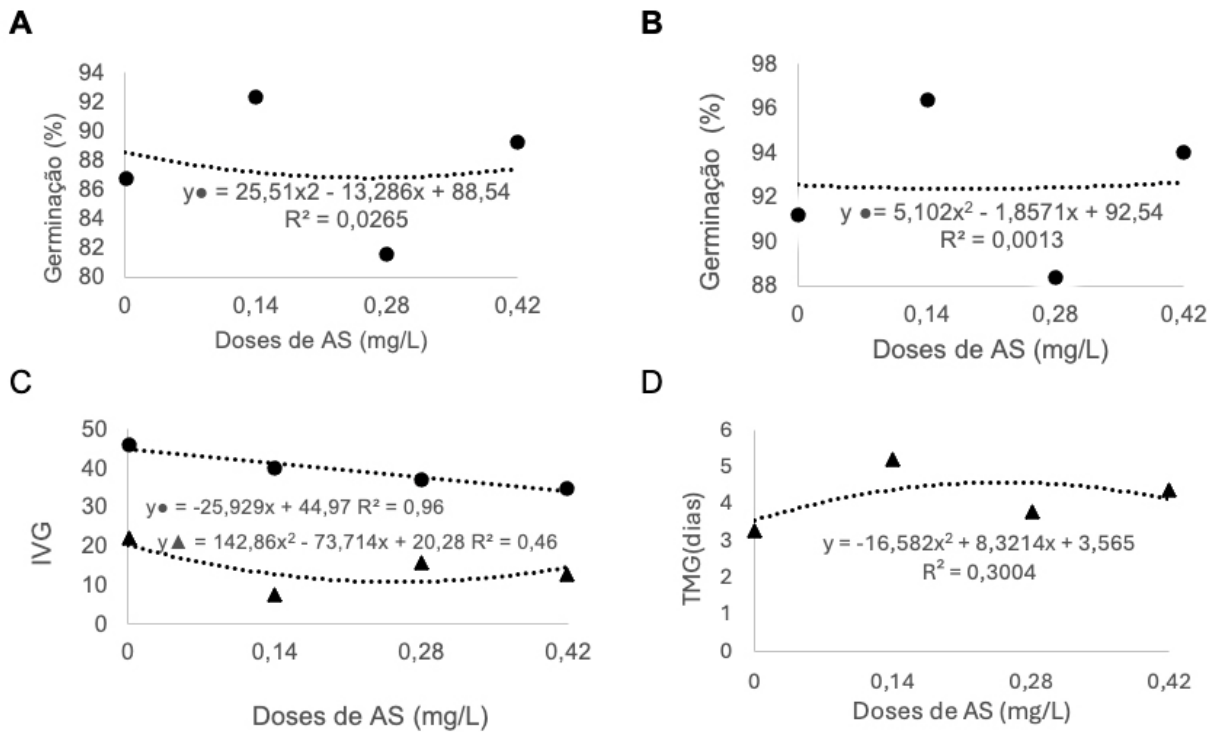 A
Germinação (%)
94
92
90
88
86
84
82
80
y● = 25,51x2 - 13,286x + 88,54
R² = 0,0265
0 0,14 0,28 0,42
Doses de AS (mg/L)
B
Germinação (%)
98
96
94
92
90
88
y ●= 5,102x² - 1,8571x + 92,54
R² = 0,0013
0 0,14 0,28 0,42
Doses de AS (mg/L)
C
IVG
50
40
30
20
10
0
y● = -25,929x + 44,97 R² = 0,96
y▲ = 142,86x² - 73,714x + 20,28 R² = 0,46
0 0,14 0,28 0,42
Doses de AS (mg/L)
D
TMG(dias)
6
5
4
3
2
1
0
y = -16,582x² + 8,3214x + 3,565
R² = 0,3004
0 0,14 0,28 0,42
Doses de AS (mg/L)